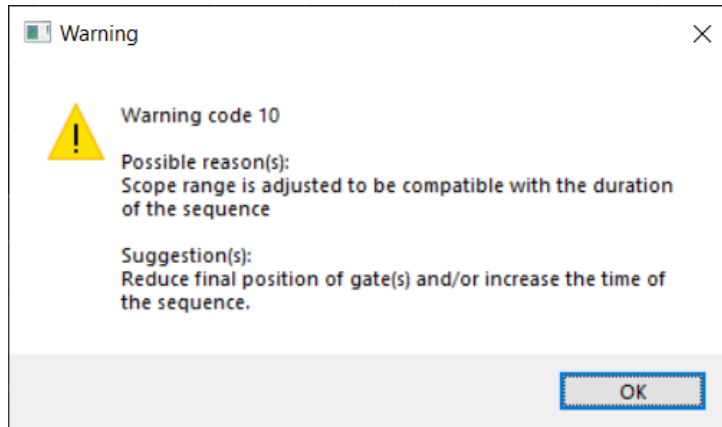 Warning
Warning code 10
Possible reason(s):
Scope range is adjusted to be compatible with the duration
of the sequence
Suggestion(s):
Reduce final position of gate(s) and/or increase the time of
the sequence.
OK